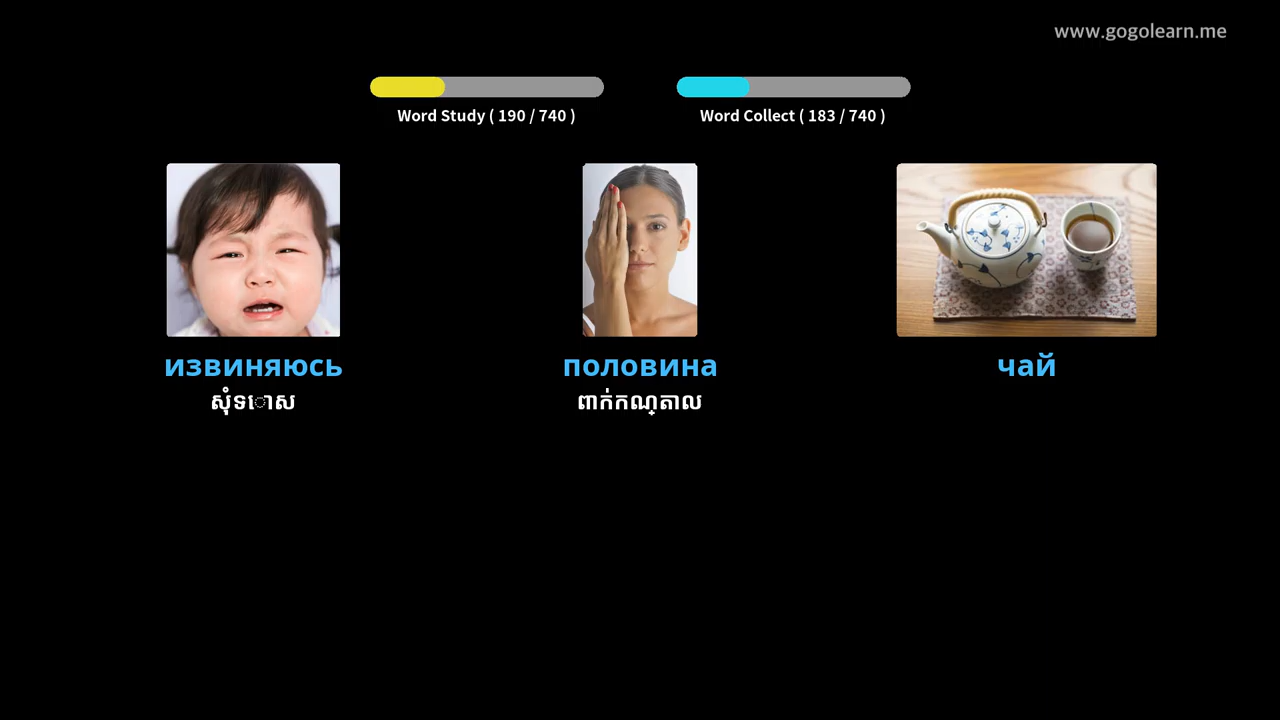 www.gogolearn.me
Word Study ( 190 / 740 )
Word Collect ( 183 / 740 )
извиняюсь
половина
чай
សុំទោស
ពាក់កណ្តាល